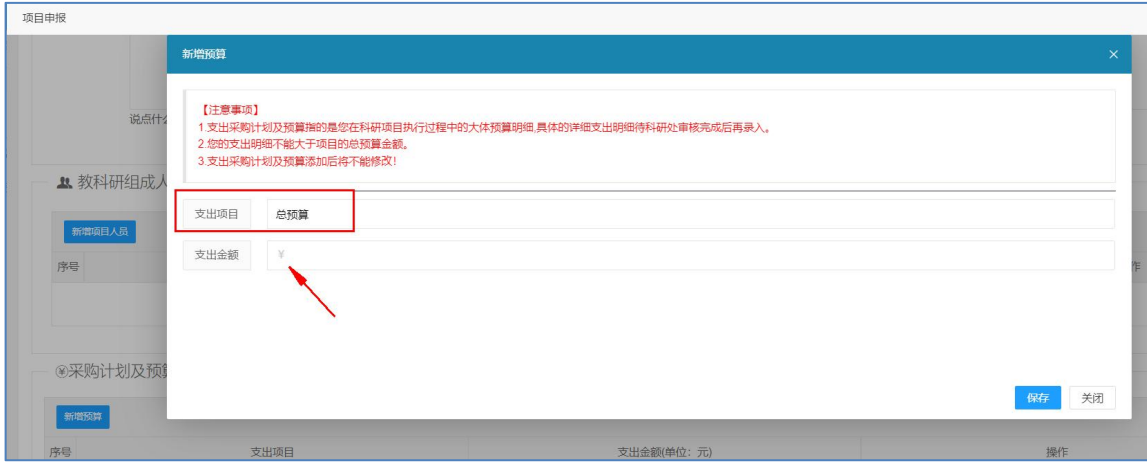 项目申报
新增预算
【注意事项】
说点什么
1.支出采购计划及预算指的是您在科研项目执行过程中的大体预算明细,具体的详细支出明细待科研处审核完成后再录入。
2.您的支出明细不能大于项目的总预算金额。
3.支出采购计划及预算添加后将不能修改!
教科研组成人
支出项目 总预算
新增项目人员
支出金额 ¥
序号 作
¥采购计划及预算
保存 关闭
新增预算
序号 支出项目 支出金额(单位：元) 操作